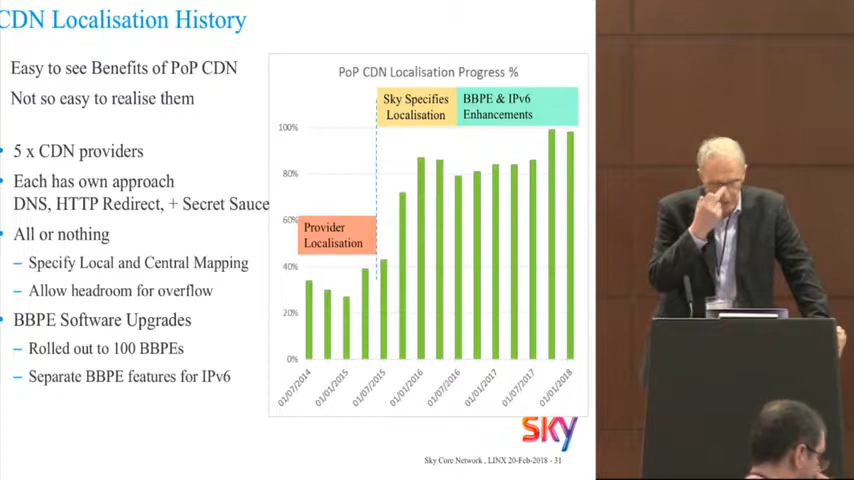 CDN Localisation History
Easy to see Benefits of PoP CDN
Not so easy to realise them
5 x CDN providers
Each has own approach
DNS, HTTP Redirect, + Secret Sauce
All or nothing
– Specify Local and Central Mapping
– Allow headroom for overflow
BBPE Software Upgrades
– Rolled out to 100 BBPEs
– Separate BBPE features for IPv6
PoP CDN Localisation Progress %
Sky Specifies
Localisation
BBPE & IPv6
Enhancements
Provider
Localisation
100%
80%
60%
40%
20%
0%
01/07/2014
01/01/2015
01/07/2015
01/01/2016
01/07/2016
01/01/2017
01/07/2017
01/01/2018
sky
Sky Core Network , LINX 20-Feb-2018 - 31